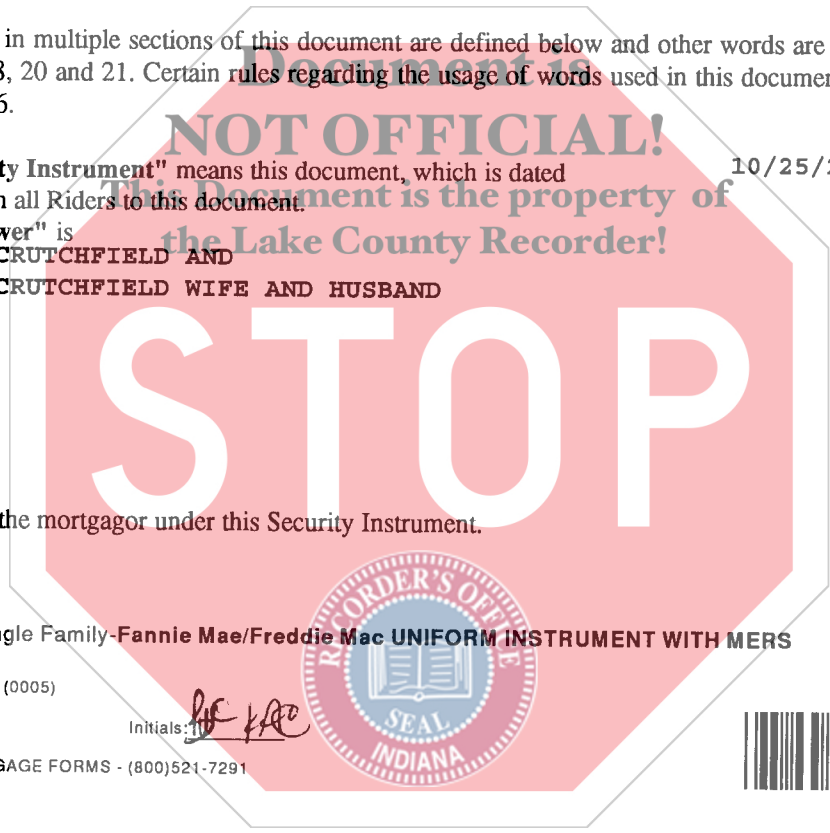 in multiple sections of this document are defined below and other words are
3, 20 and 21. Certain rules regarding the usage of words used in this documen
6.
Document is
NOT OFFICIAL!
This Document is the property of
the Lake County Recorder!
ty Instrument" means this document, which is dated 10/25/2
all Riders to this document.
wer" is
CRUTCHFIELD AND
CRUTCHFIELD WIFE AND HUSBAND
STOP
the mortgagor under this Security Instrument.
RECORDER'S OFFICE
SEAL
INDIANA
gle Family-Fannie Mae/Freddie Mac UNIFORM INSTRUMENT WITH MERS
(0005)
Initials:
GAGE FORMS - (800)521-7291